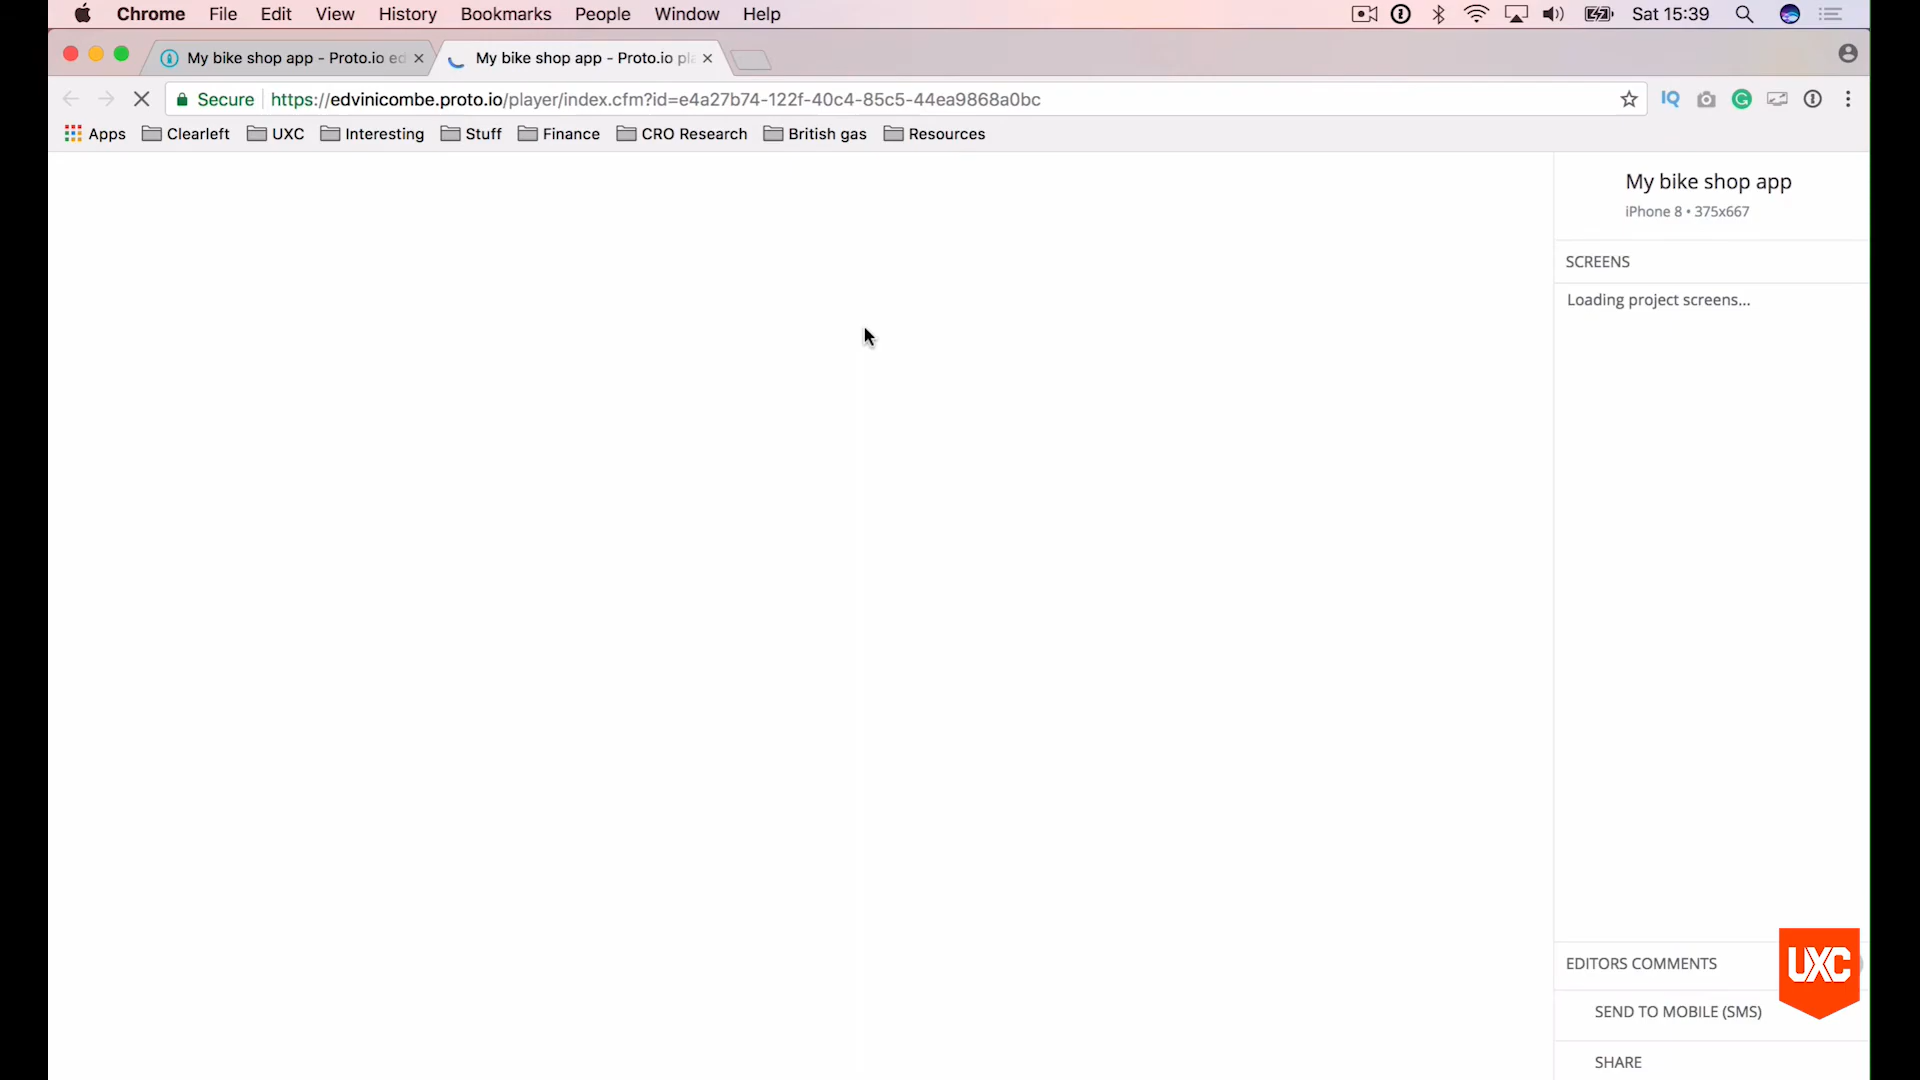 Chrome File Edit View History Bookmarks People Window Help Sat 15:39
My bike shop app - Proto.io ed My bike shop app - Proto.io pla
Secure https://edvinicombe.proto.io/player/index.cfm?id=e4a27b74-122f-40c4-85c5-44ea9868a0bc IQ
Apps Clearleft UXC Interesting Stuff Finance CRO Research British gas Resources
My bike shop app
iPhone 8 • 375x667
SCREENS
Loading project screens...
EDITORS COMMENTS
UXC
SEND TO MOBILE (SMS)
SHARE